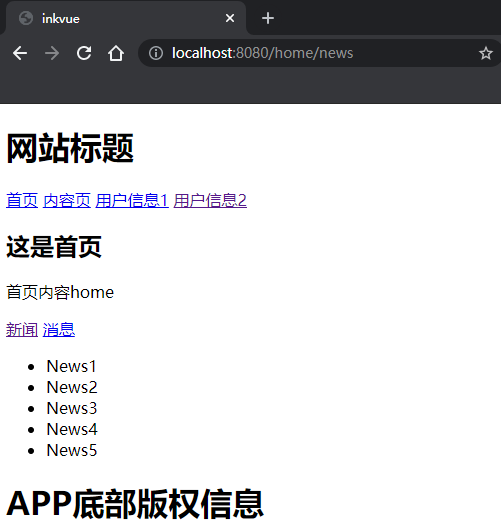 inkvue
localhost:8080/home/news
网站标题
首页 内容页 用户信息1 用户信息2
这是首页
首页内容home
新闻 消息
News1
News2
News3
News4
News5
APP底部版权信息